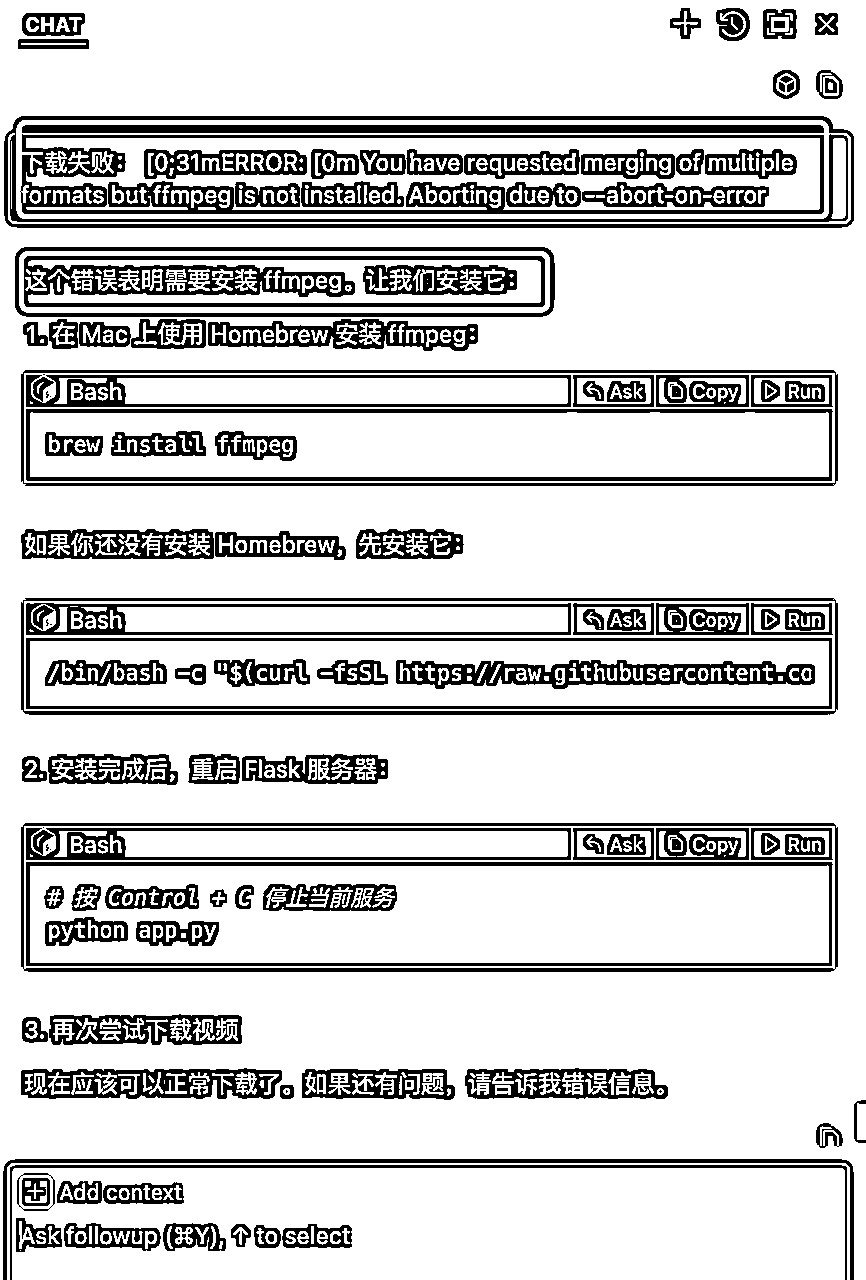 CHAT
下载失败： [0;31mERROR: [0m You have requested merging of multiple
formats but ffmpeg is not installed. Aborting due to --abort-on-error
这个错误表明需要安装 ffmpeg。让我们安装它：
1. 在 Mac 上使用 Homebrew 安装 ffmpeg：
Bash Ask Copy Run
brew install ffmpeg
如果你还没有安装 Homebrew，先安装它：
Bash Ask Copy Run
/bin/bash -c "$(curl -fsSL https://raw.githubusercontent.co
2. 安装完成后，重启 Flask 服务器：
Bash Ask Copy Run
# 按 Control + C 停止当前服务
python app.py
3. 再次尝试下载视频
现在应该可以正常下载了。如果还有问题，请告诉我错误信息。
Add context
Ask followup (⌘Y), ↑ to select